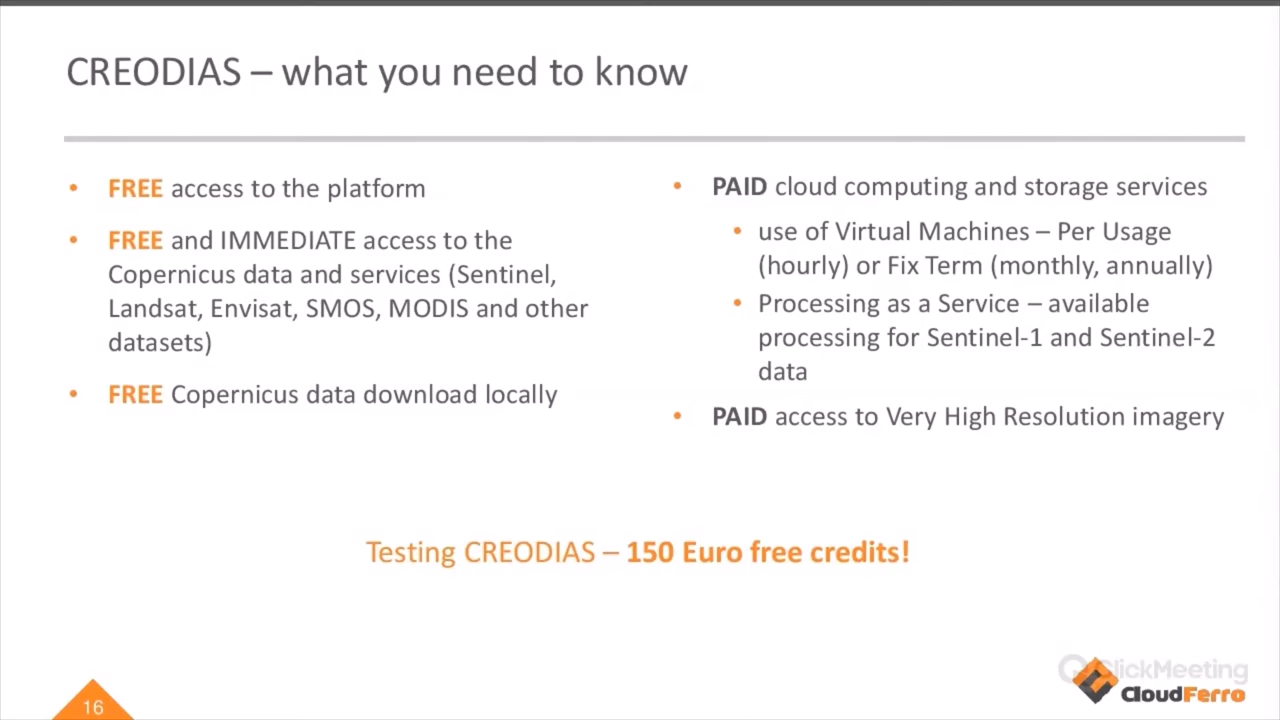 CREODIAS – what you need to know
• FREE access to the platform
• FREE and IMMEDIATE access to the
Copernicus data and services (Sentinel,
Landsat, Envisat, SMOS, MODIS and other
datasets)
• FREE Copernicus data download locally
• PAID cloud computing and storage services
• use of Virtual Machines – Per Usage
(hourly) or Fix Term (monthly, annually)
• Processing as a Service – available
processing for Sentinel-1 and Sentinel-2
data
• PAID access to Very High Resolution imagery
Testing CREODIAS – 150 Euro free credits!
16
ClickMeeting
CloudFerro